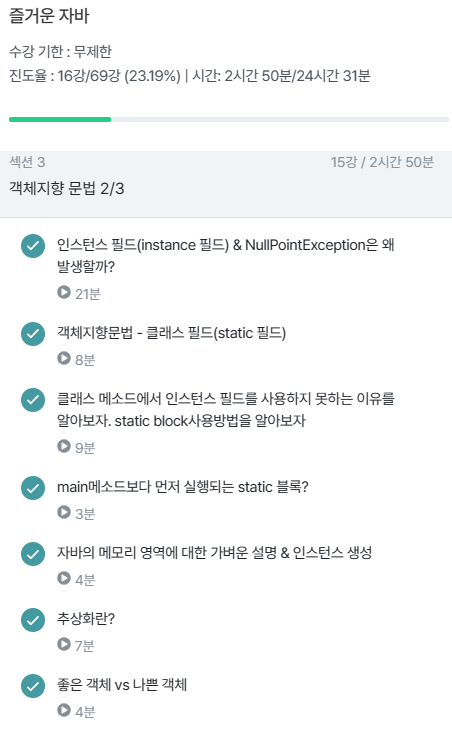 즐거운 자바
수강 기한 : 무제한
진도율 : 16강/69강 (23.19%) | 시간: 2시간 50분/24시간 31분
섹션 3
15강 / 2시간 50분
객체지향 문법 2/3
인스턴스 필드(instance 필드) & NullPointException은 왜
발생할까?
21분
객체지향문법 - 클래스 필드(static 필드)
8분
클래스 메소드에서 인스턴스 필드를 사용하지 못하는 이유를
알아보자. static block사용방법을 알아보자
9분
main메소드보다 먼저 실행되는 static 블록?
3분
자바의 메모리 영역에 대한 가벼운 설명 & 인스턴스 생성
4분
추상화란?
7분
좋은 객체 vs 나쁜 객체
4분